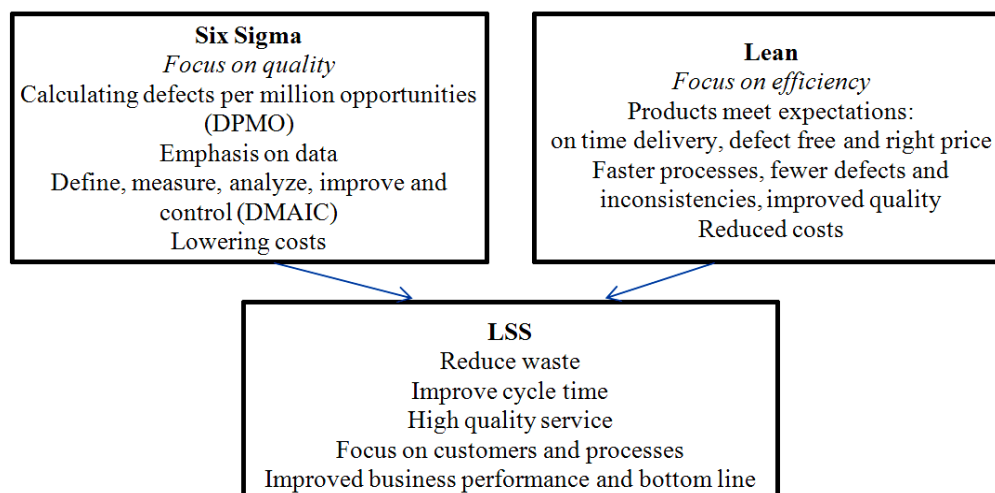 Six Sigma
Focus on quality
Calculating defects per million opportunities
(DPMO)
Emphasis on data
Define, measure, analyze, improve and
control (DMAIC)
Lowering costs
Lean
Focus on efficiency
Products meet expectations:
on time delivery, defect free and right price
Faster processes, fewer defects and
inconsistencies, improved quality
Reduced costs
LSS
Reduce waste
Improve cycle time
High quality service
Focus on customers and processes
Improved business performance and bottom line